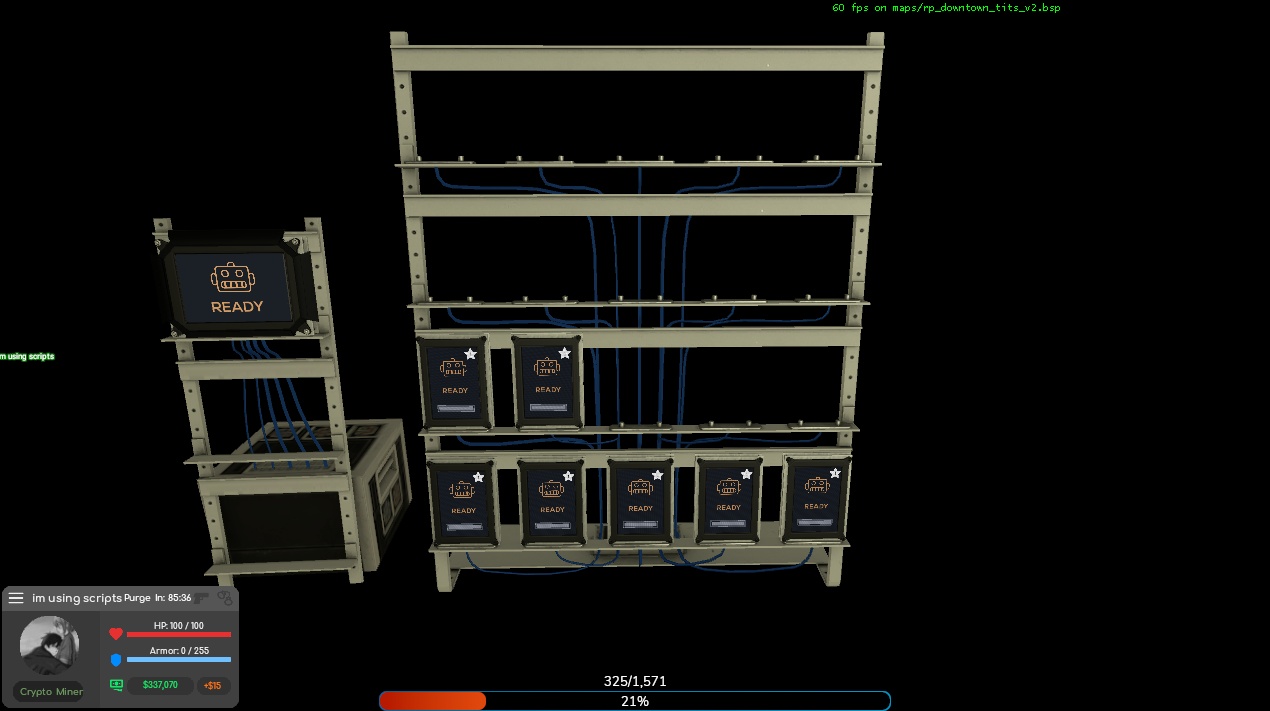 60 fps on maps/rp_downtown_tits_v2.bsp
READY
READY
READY
m using scripts
READY
READY
READY
READY
READY
im using scripts Purge In: 85:36
HP: 100 / 100
Armor: 0 / 255
$337,070
+$15
Crypto Miner
325/1,571
21%